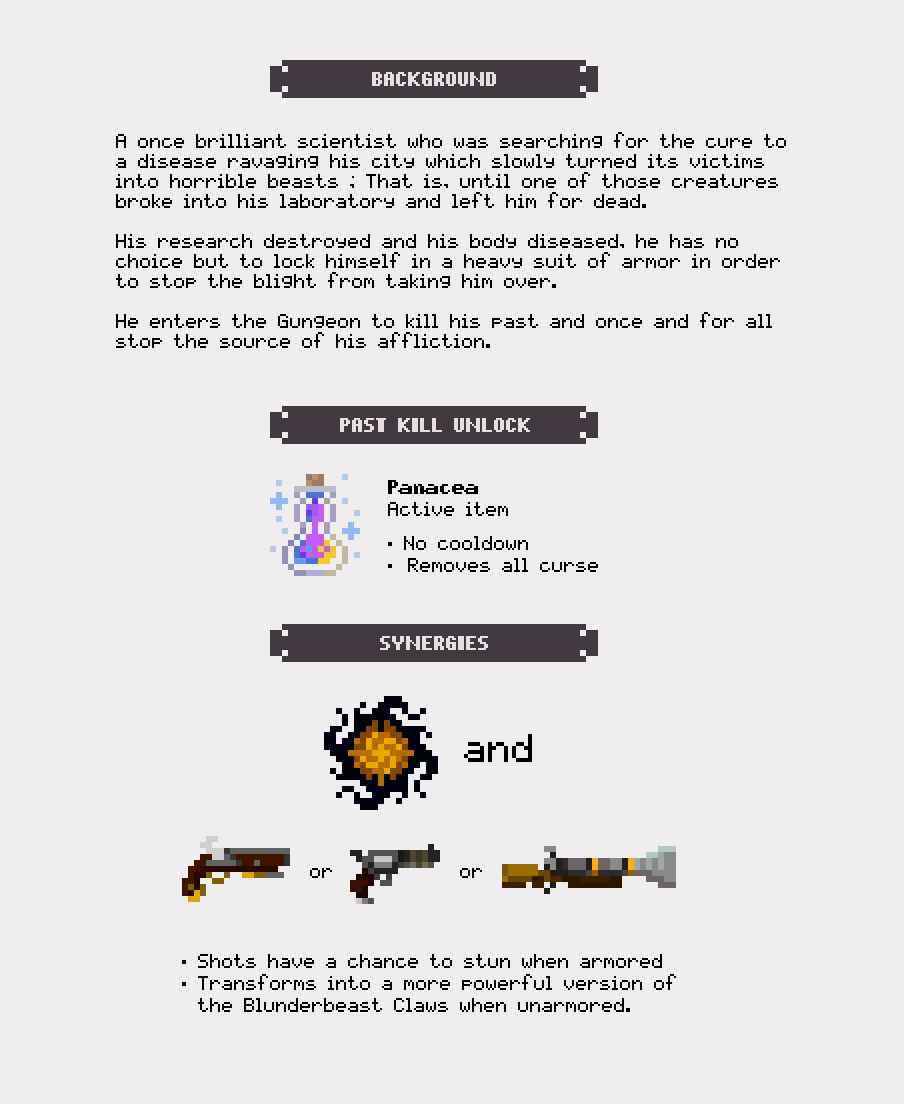 BACKGROUND
A once brilliant scientist who was searching for the cure to
a disease ravaging his city which slowly turned its victims
into horrible beasts ; That is, until one of those creatures
broke into his laboratory and left him for dead.
His research destroyed and his body diseased, he has no
choice but to lock himself in a heavy suit of armor in order
to stop the blight from taking him over.
He enters the Gungeon to kill his past and once and for all
stop the source of his affliction.
PAST KILL UNLOCK
Panacea
Active item
• No cooldown
• Removes all curse
SYNERGIES
and
or
or
• Shots have a chance to stun when armored
• Transforms into a more powerful version of
the Blunderbeast Claws when unarmored.